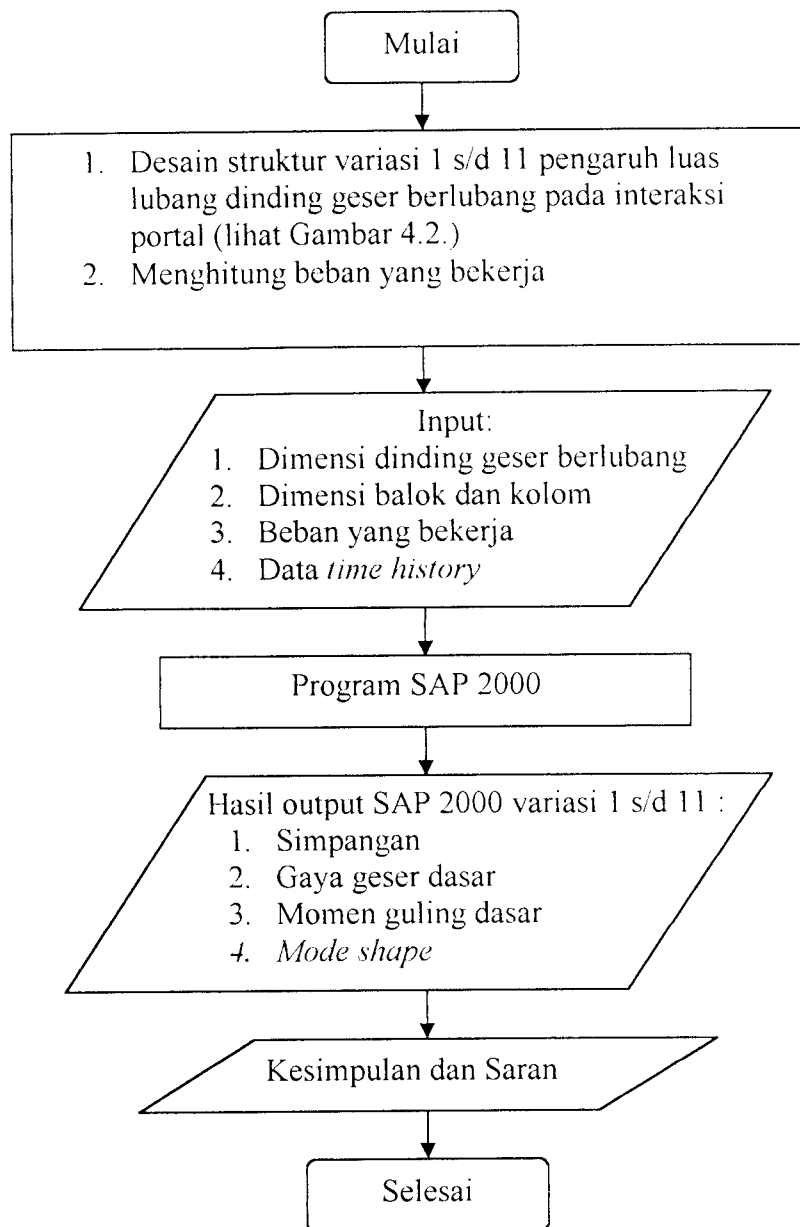 Mulai
1. Desain struktur variasi 1 s/d 11 pengaruh luas
lubang dinding geser berlubang pada interaksi
portal (lihat Gambar 4.2.)
2. Menghitung beban yang bekerja
Input:
1. Dimensi dinding geser berlubang
2. Dimensi balok dan kolom
3. Beban yang bekerja
4. Data time history
Program SAP 2000
Hasil output SAP 2000 variasi 1 s/d 11 :
1. Simpangan
2. Gaya geser dasar
3. Momen guling dasar
4. Mode shape
Kesimpulan dan Saran
Selesai